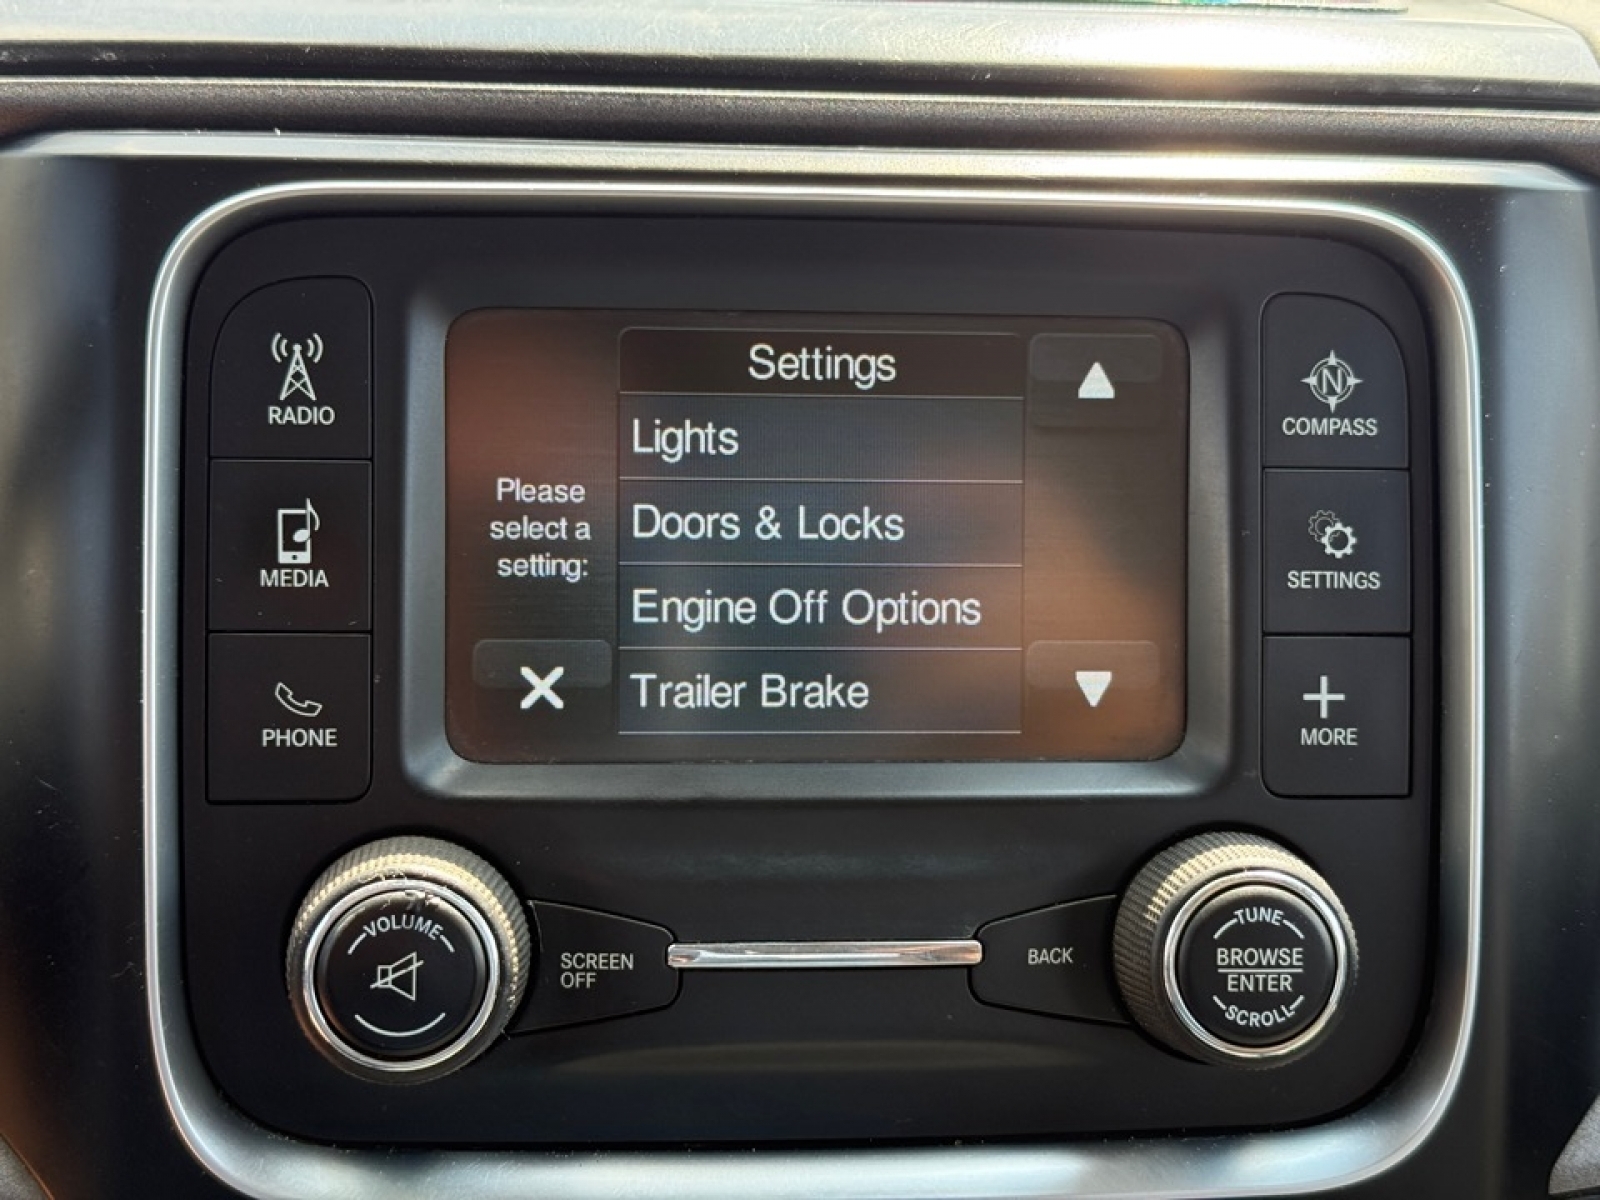 Settings
Lights
Doors & Locks
Engine Off Options
Trailer Brake
Please
select a
setting:
RADIO
MEDIA
PHONE
N
COMPASS
SETTINGS
MORE
VOLUME
SCREEN
OFF
BACK
TUNE
BROWSE
ENTER
SCROLL